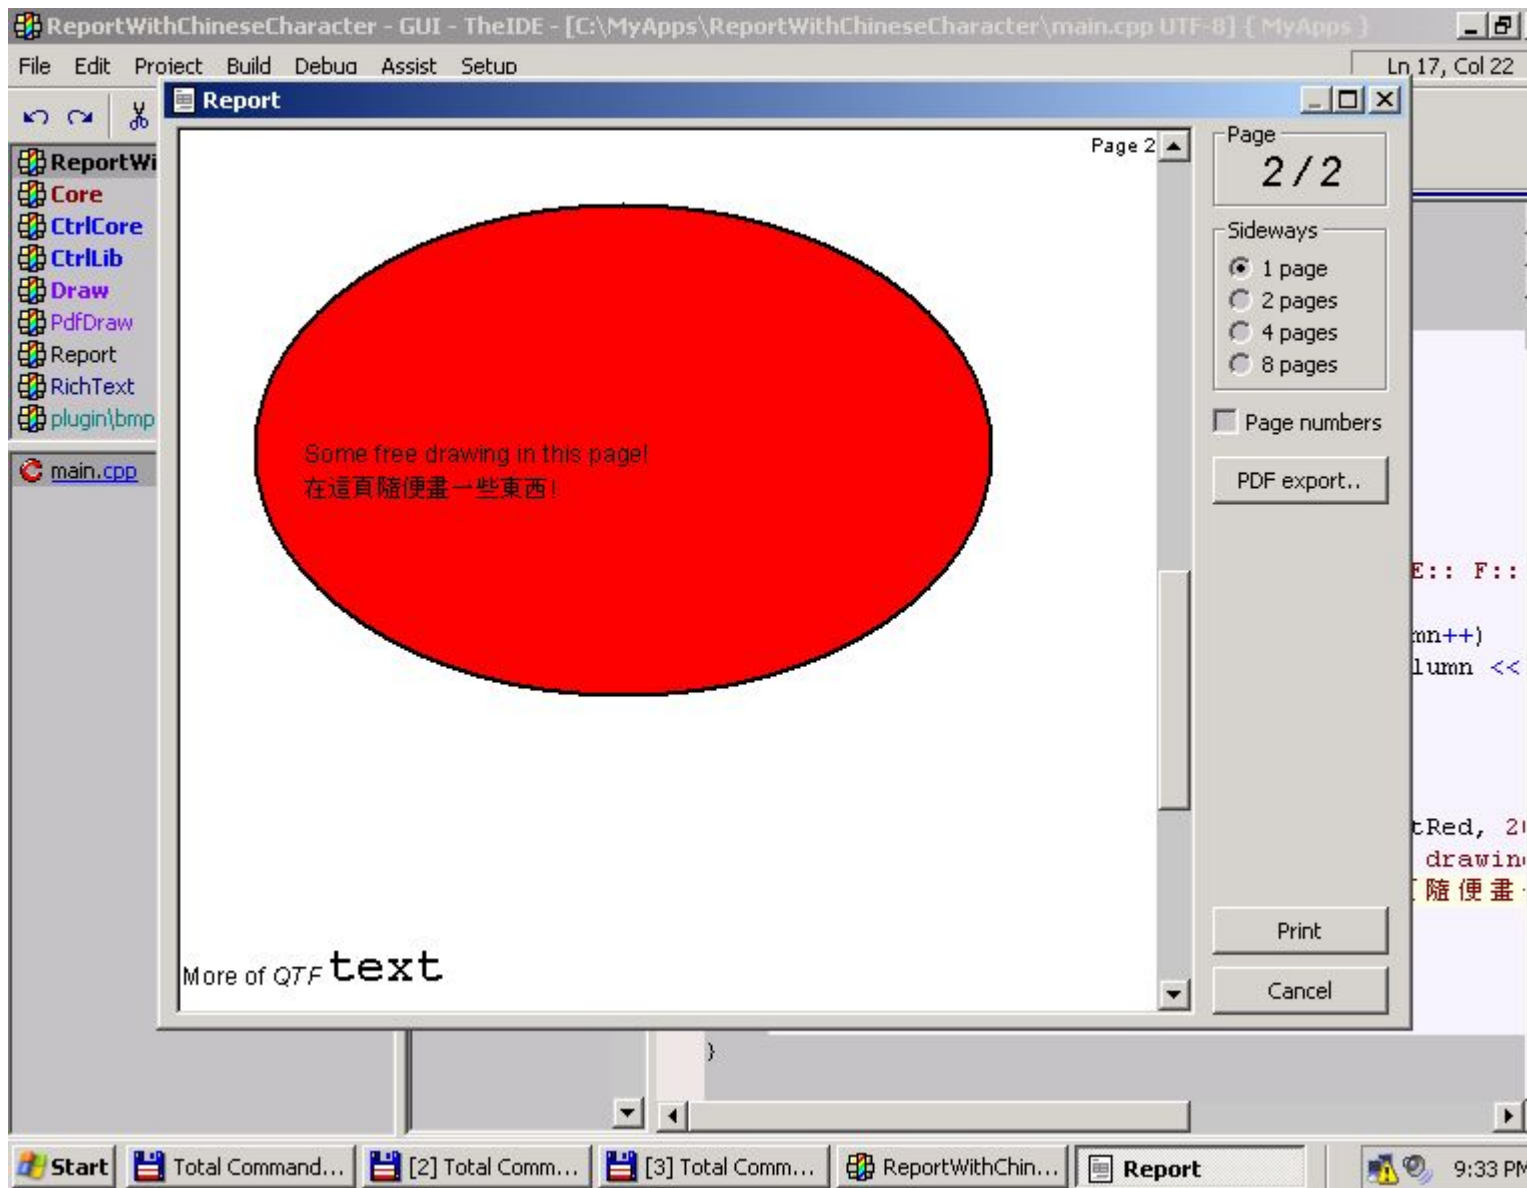 ReportWithChineseCharacter - GUI - TheIDE - [C:\MyApps\ReportWithChineseCharacter\main.cpp UTF-8] { MyApps }
File Edit Project Build Debug Assist Setup
Ln 17, Col 22
ReportWi
Core
CtrlCore
CtrlLib
Draw
PdfDraw
Report
RichText
plugin\bmp
main.cpp
Report
Page 2
Some free drawing in this page!
在這頁隨便畫一些東西!
More of QTF text
Page
2/2
Sideways
1 page
2 pages
4 pages
8 pages
Page numbers
PDF export..
Print
Cancel
E:: F::
mn++)
lumn <<
tRed, 2
drawin
隨便畫
}
Start
Total Command...
[2] Total Comm...
[3] Total Comm...
ReportWithChin...
Report
9:33 PM